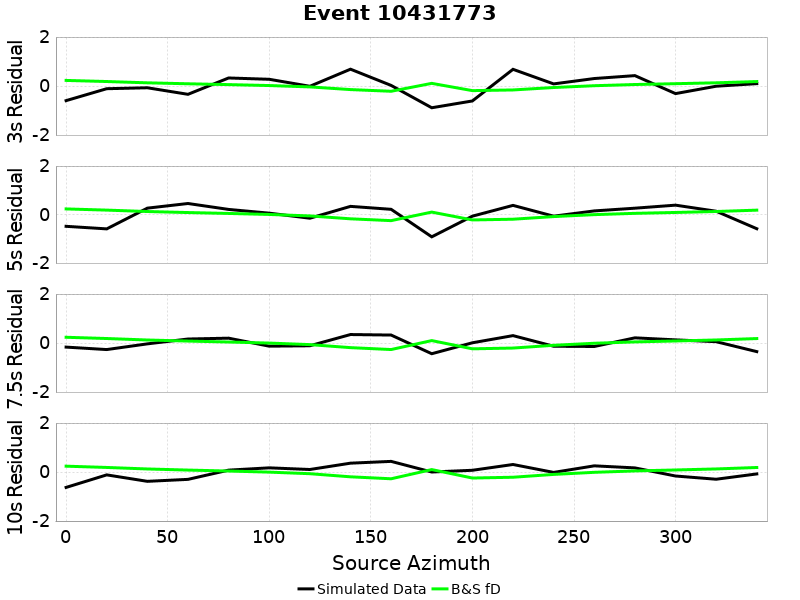 Event 10431773
3s Residual
2
0
-2
5s Residual
2
0
-2
7.5s Residual
2
0
-2
10s Residual
2
0
-2
0 50 100 150 200 250 300
Source Azimuth
Simulated Data B&S fD